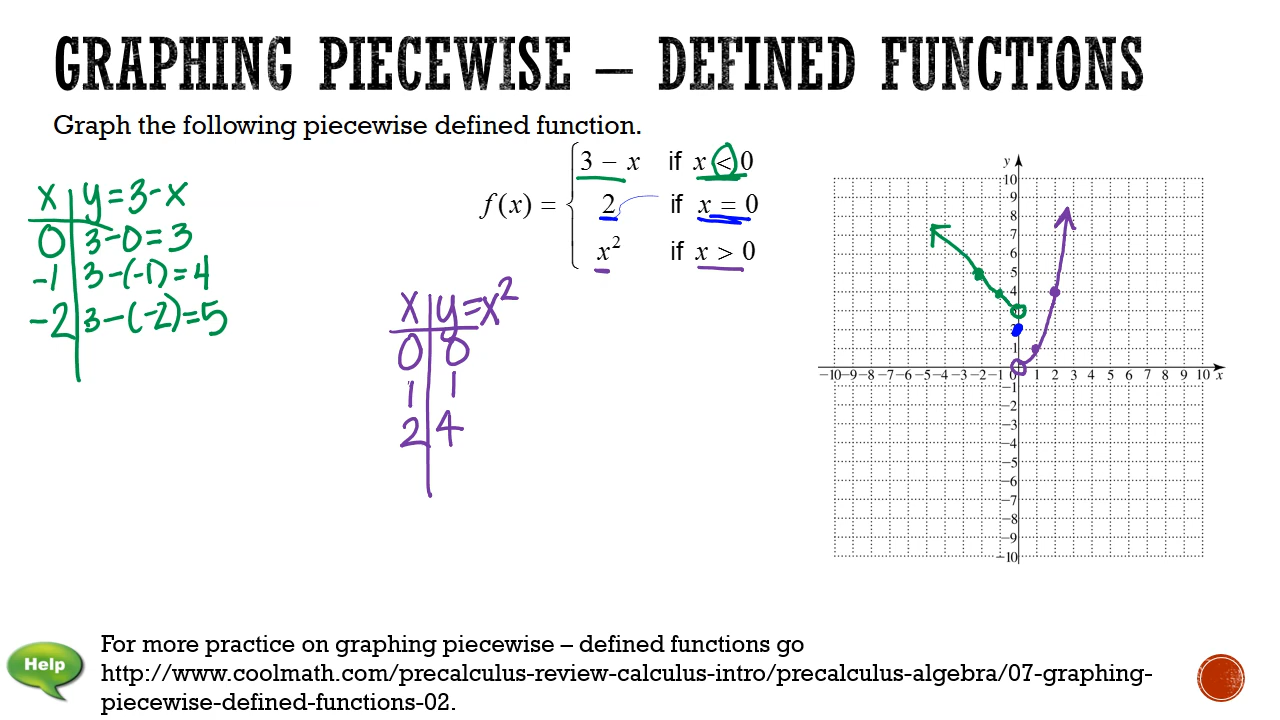 GRAPHING PIECEWISE – DEFINED FUNCTIONS
Graph the following piecewise defined function.
f(x) =
3 − x if x < 0
2 if x = 0
x² if x > 0
x y = 3 - x
0 3 - 0 = 3
-1 3 - (-1) = 4
-2 3 - (-2) = 5
x y = x²
0 0
1 1
2 4
y
10
9
8
7
6
5
4
2
1
−10 −9 −8 −7 −6 −5 −4 −3 −2 −1 0 1 2 3 4 5 6 7 8 9 10 x
−1
−2
−3
−4
−5
−6
−7
−8
−9
−10
Help
For more practice on graphing piecewise – defined functions go
http://www.coolmath.com/precalculus-review-calculus-intro/precalculus-algebra/07-graphing-
piecewise-defined-functions-02.